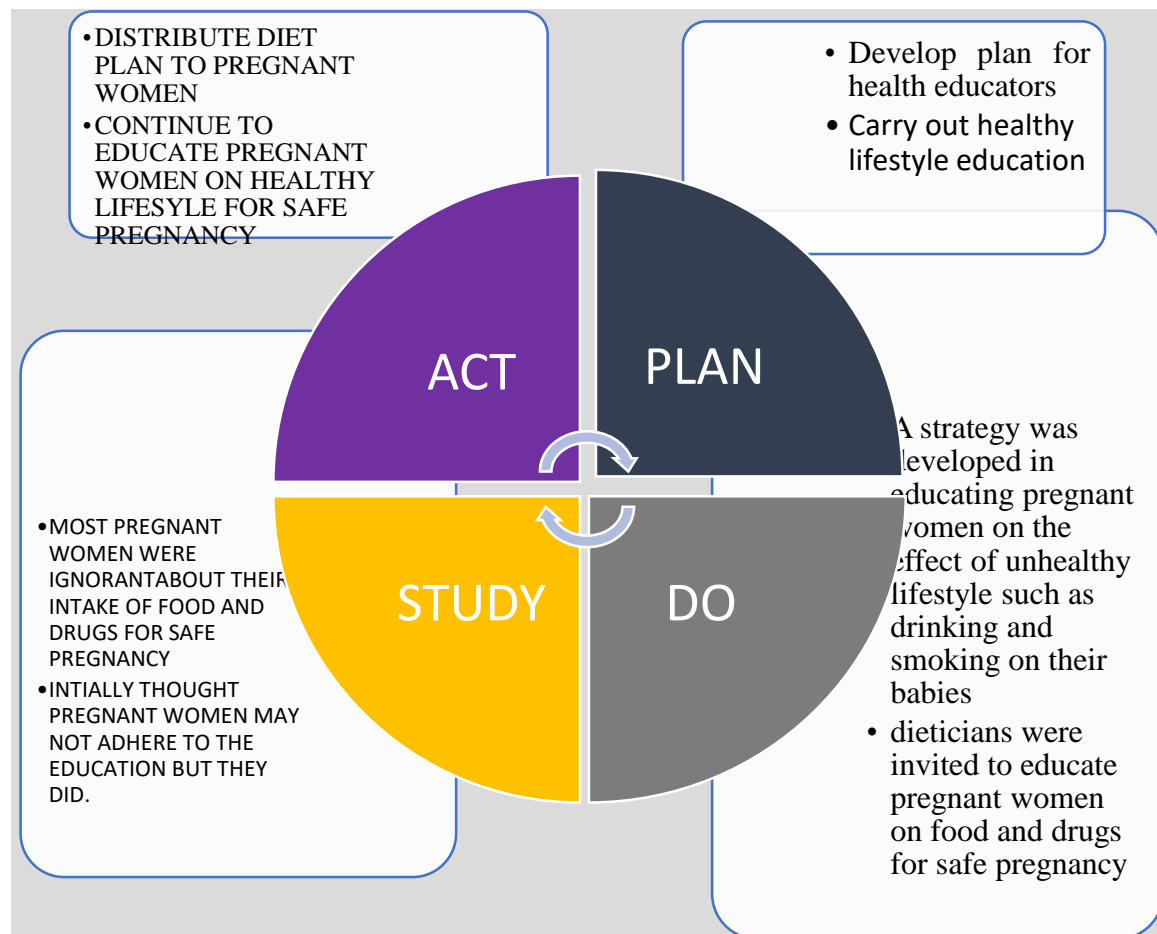 •DISTRIBUTE DIET
PLAN TO PREGNANT
WOMEN
•CONTINUE TO
EDUCATE PREGNANT
WOMEN ON HEALTHY
LIFESYLE FOR SAFE
PREGNANCY
• Develop plan for
health educators
• Carry out healthy
lifestyle education
ACT
PLAN
•MOST PREGNANT
WOMEN WERE
IGNORANTABOUT THEIR
INTAKE OF FOOD AND
DRUGS FOR SAFE
PREGNANCY
•INTIALLY THOUGHT
PREGNANT WOMEN MAY
NOT ADHERE TO THE
EDUCATION BUT THEY
DID.
STUDY
DO
A strategy was
developed in
educating pregnant
women on the
effect of unhealthy
lifestyle such as
drinking and
smoking on their
babies
• dieticians were
invited to educate
pregnant women
on food and drugs
for safe pregnancy